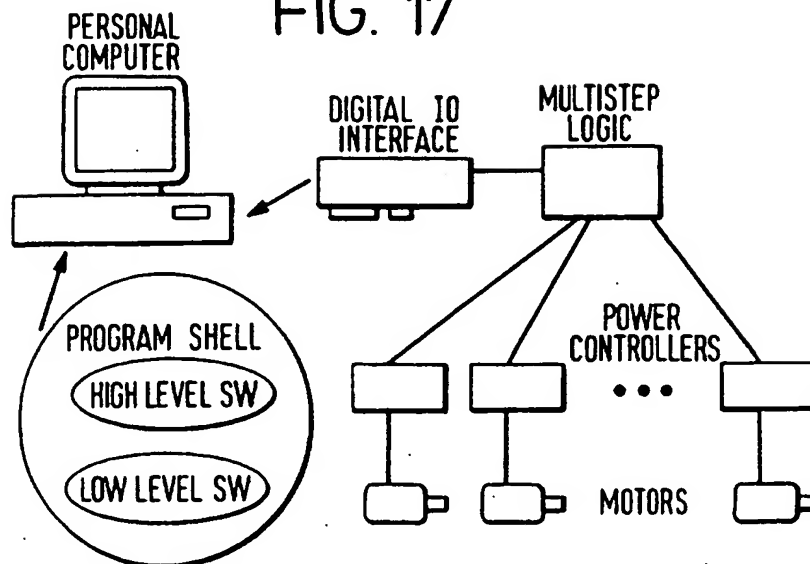 FIG. 17
PERSONAL
COMPUTER
DIGITAL IO
INTERFACE
MULTISTEP
LOGIC
PROGRAM SHELL
HIGH LEVEL SW
LOW LEVEL SW
POWER
CONTROLLERS
MOTORS